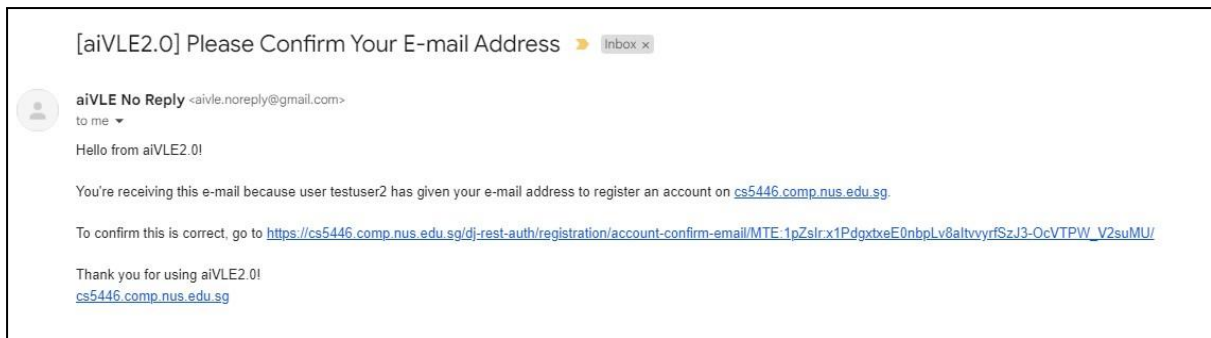 [aiVLE2.0] Please Confirm Your E-mail Address Inbox x
aiVLE No Reply <aivle.noreply@gmail.com>
to me
Hello from aiVLE2.0!
You're receiving this e-mail because user testuser2 has given your e-mail address to register an account on cs5446.comp.nus.edu.sg.
To confirm this is correct, go to https://cs5446.comp.nus.edu.sg/dj-rest-auth/registration/account-confirm-email/MTE:1pZsIr:x1PdgxtxeE0nbpLv8aItvvyrfSzJ3-OcVTPW_V2suMU/
Thank you for using aiVLE2.0!
cs5446.comp.nus.edu.sg